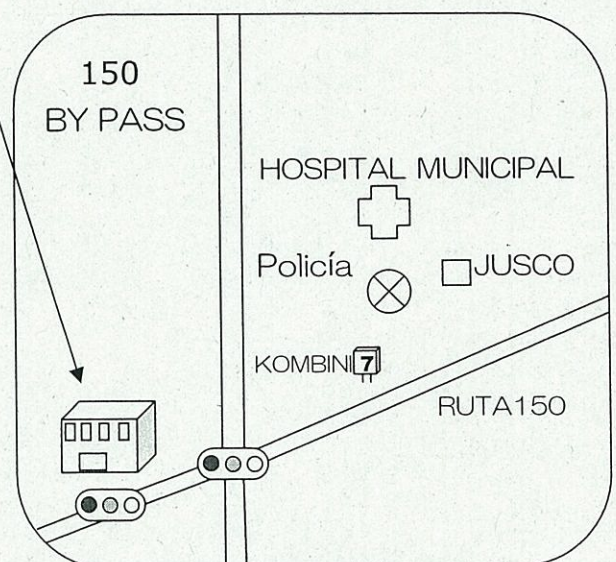 150
BY PASS
HOSPITAL MUNICIPAL
Policía
JUSCO
KOMBINI 7
RUTA150